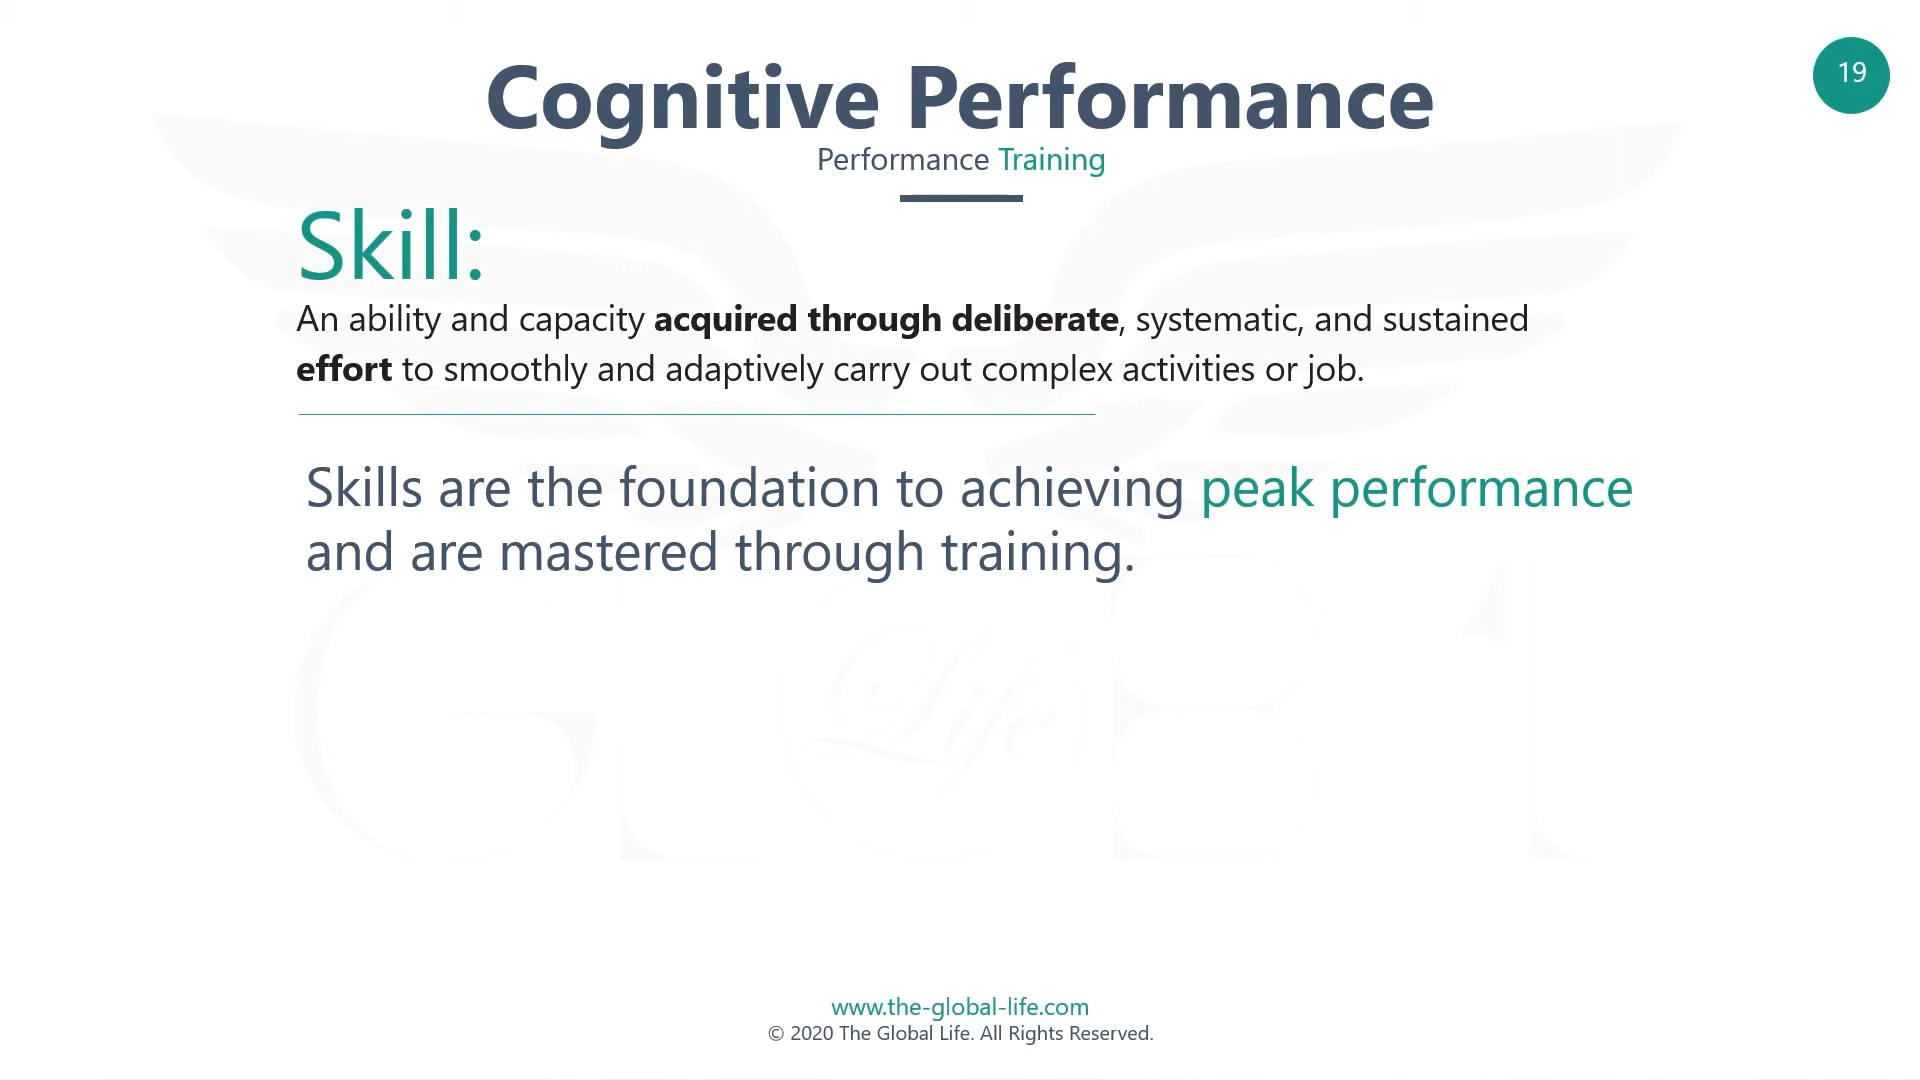 Cognitive Performance
19
Performance Training
Skill:
An ability and capacity acquired through deliberate, systematic, and sustained
effort to smoothly and adaptively carry out complex activities or job.
Skills are the foundation to achieving peak performance
and are mastered through training.
Life
www.the-global-life.com
© 2020 The Global Life. All Rights Reserved.